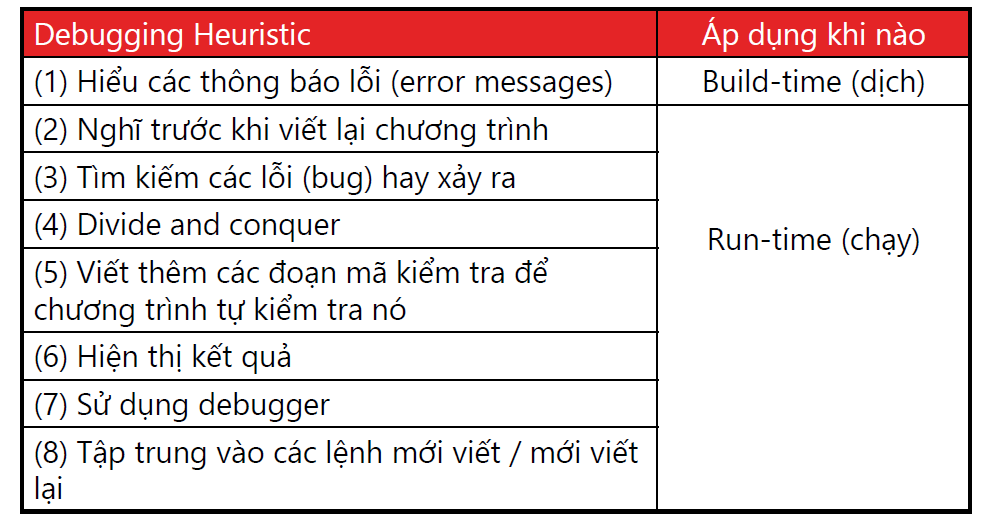 Debugging Heuristic
Áp dụng khi nào
(1) Hiểu các thông báo lỗi (error messages)
Build-time (dịch)
(2) Nghĩ trước khi viết lại chương trình
(3) Tìm kiếm các lỗi (bug) hay xảy ra
(4) Divide and conquer
Run-time (chạy)
(5) Viết thêm các đoạn mã kiểm tra để
chương trình tự kiểm tra nó
(6) Hiện thị kết quả
(7) Sử dụng debugger
(8) Tập trung vào các lệnh mới viết / mới viết
lại